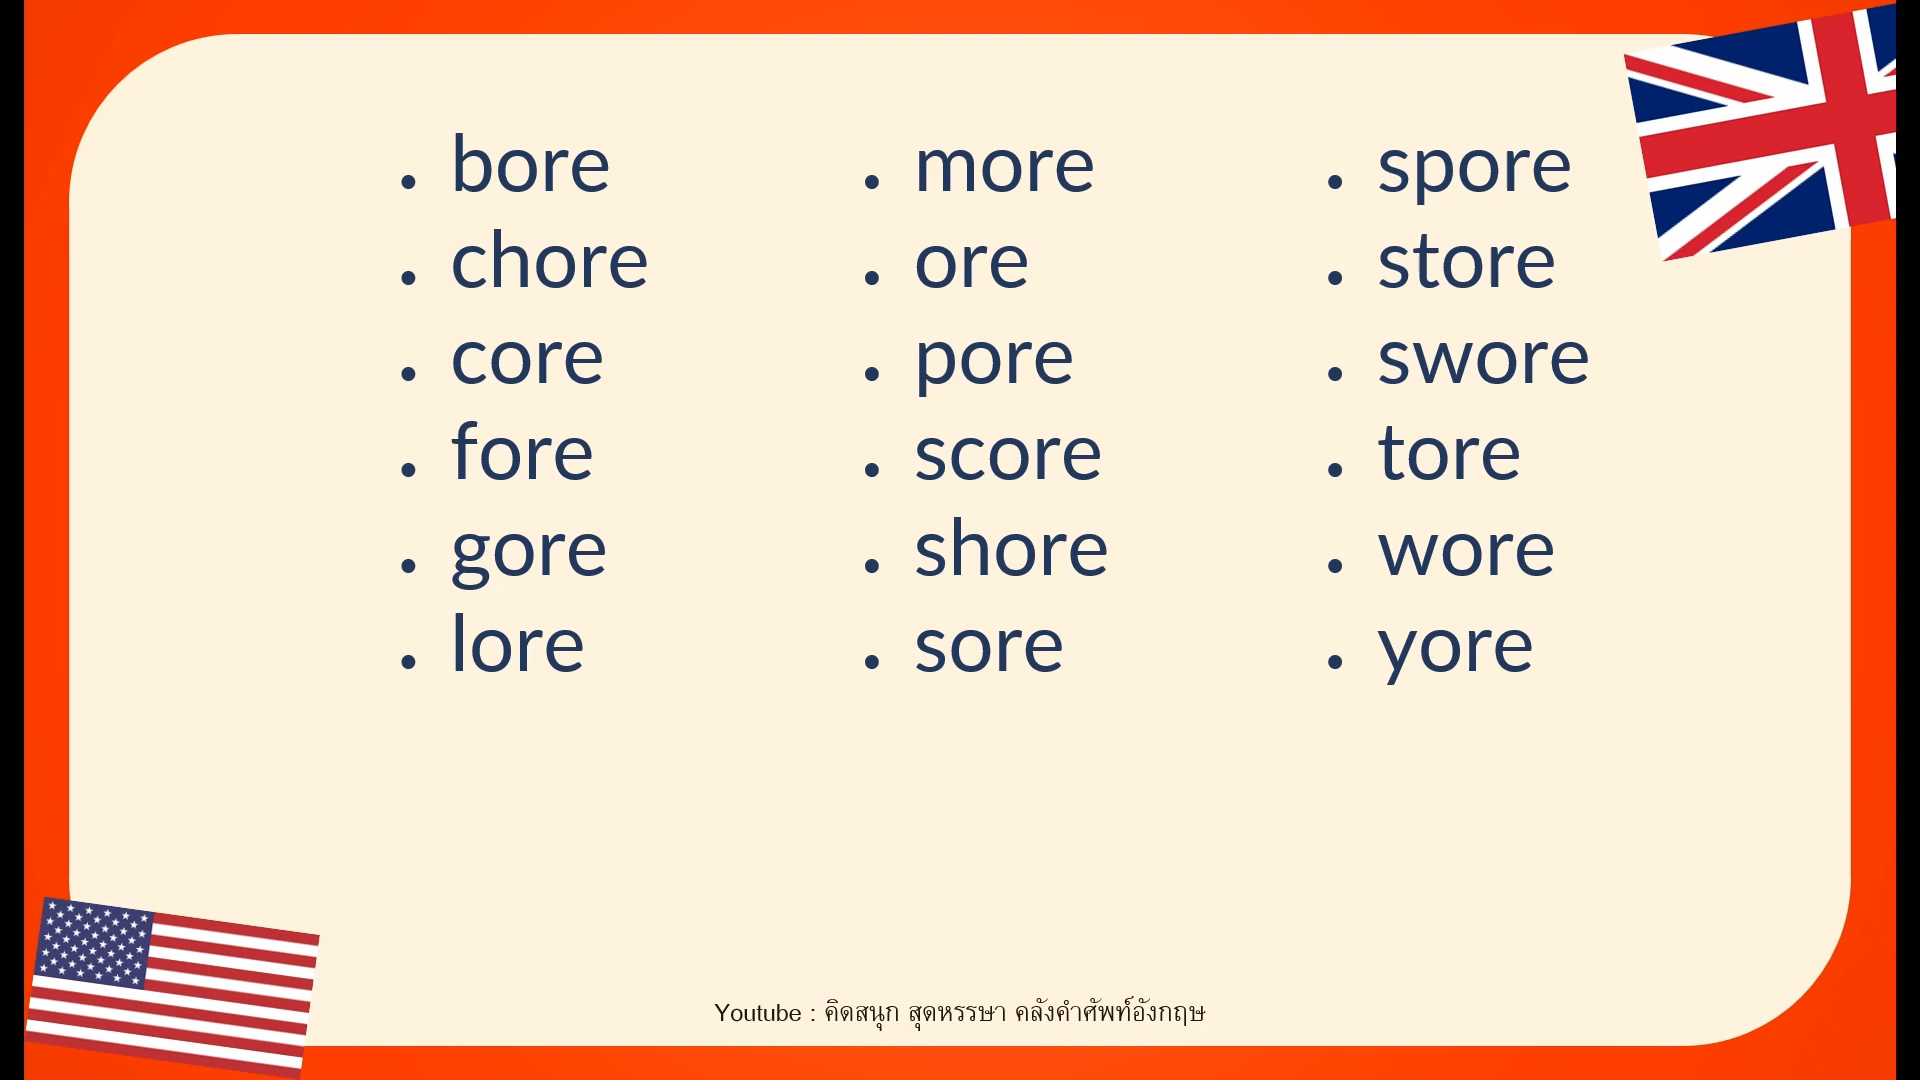 • bore
• chore
• core
• fore
• gore
• lore
• more
• ore
• pore
• score
• shore
• sore
• spore
• store
• swore
• tore
• wore
• yore
Youtube : คิดสนุก สุดหรรษา คลังคำศัพท์อังกฤษ